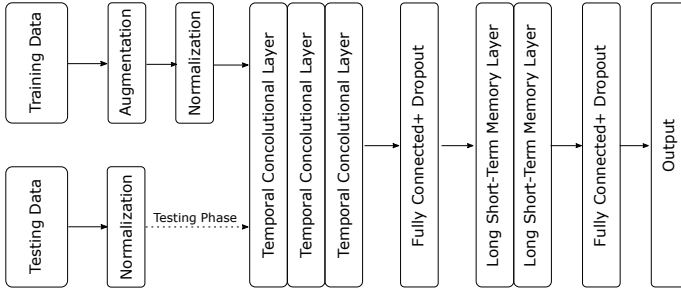 Training Data
Augmentation
Normalization
Testing Data
Normalization
Testing Phase
Temporal Concolutional Layer
Temporal Concolutional Layer
Temporal Concolutional Layer
Fully Connected+ Dropout
Long Short-Term Memory Layer
Long Short-Term Memory Layer
Fully Connected+ Dropout
Output